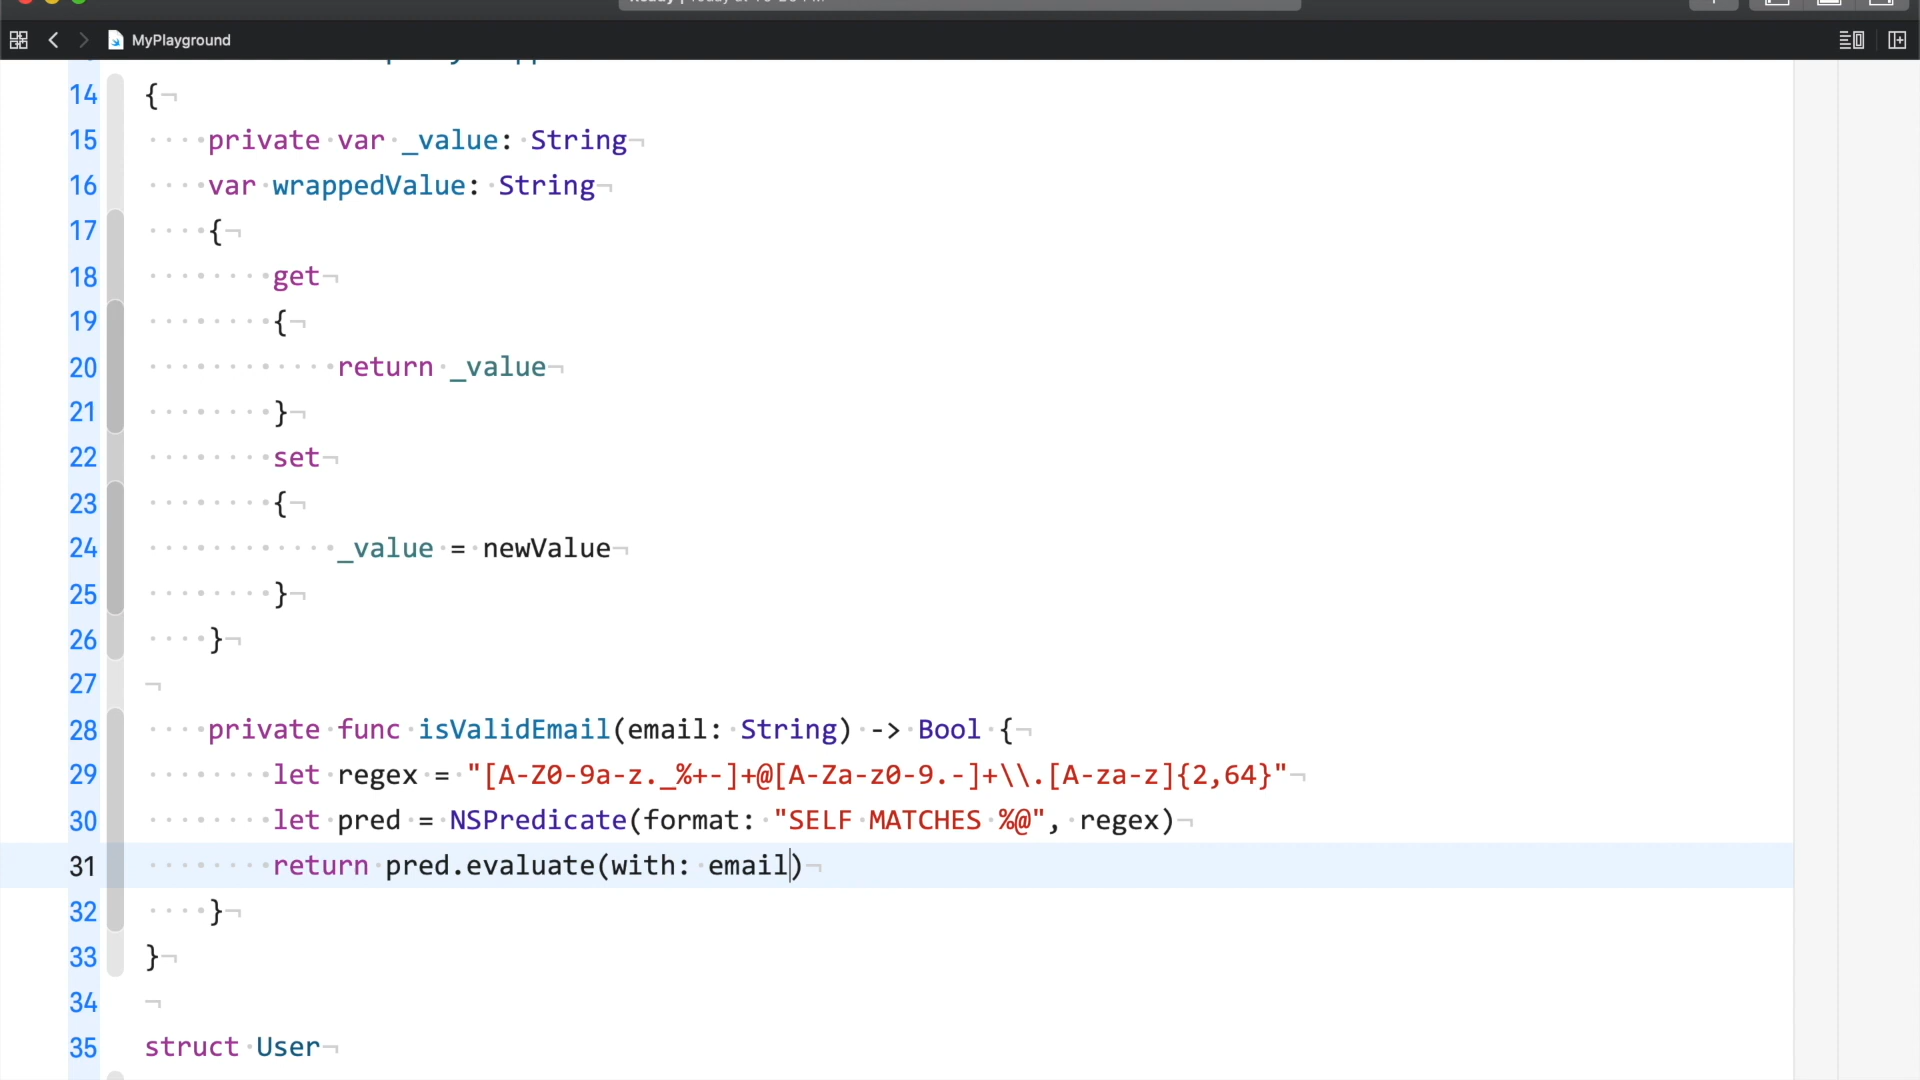 MyPlayground
14 {
15 private var _value: String
16 var wrappedValue: String
17 {
18 get
19 {
20 return _value
21 }
22 set
23 {
24 _value = newValue
25 }
26 }
27
28 private func isValidEmail(email: String) -> Bool {
29 let regex = "[A-Z0-9a-z._%+-]+@[A-Za-z0-9.-]+\\.[A-za-z]{2,64}"
30 let pred = NSPredicate(format: "SELF MATCHES %@", regex)
31 return pred.evaluate(with: email)
32 }
33 }
34
35 struct User